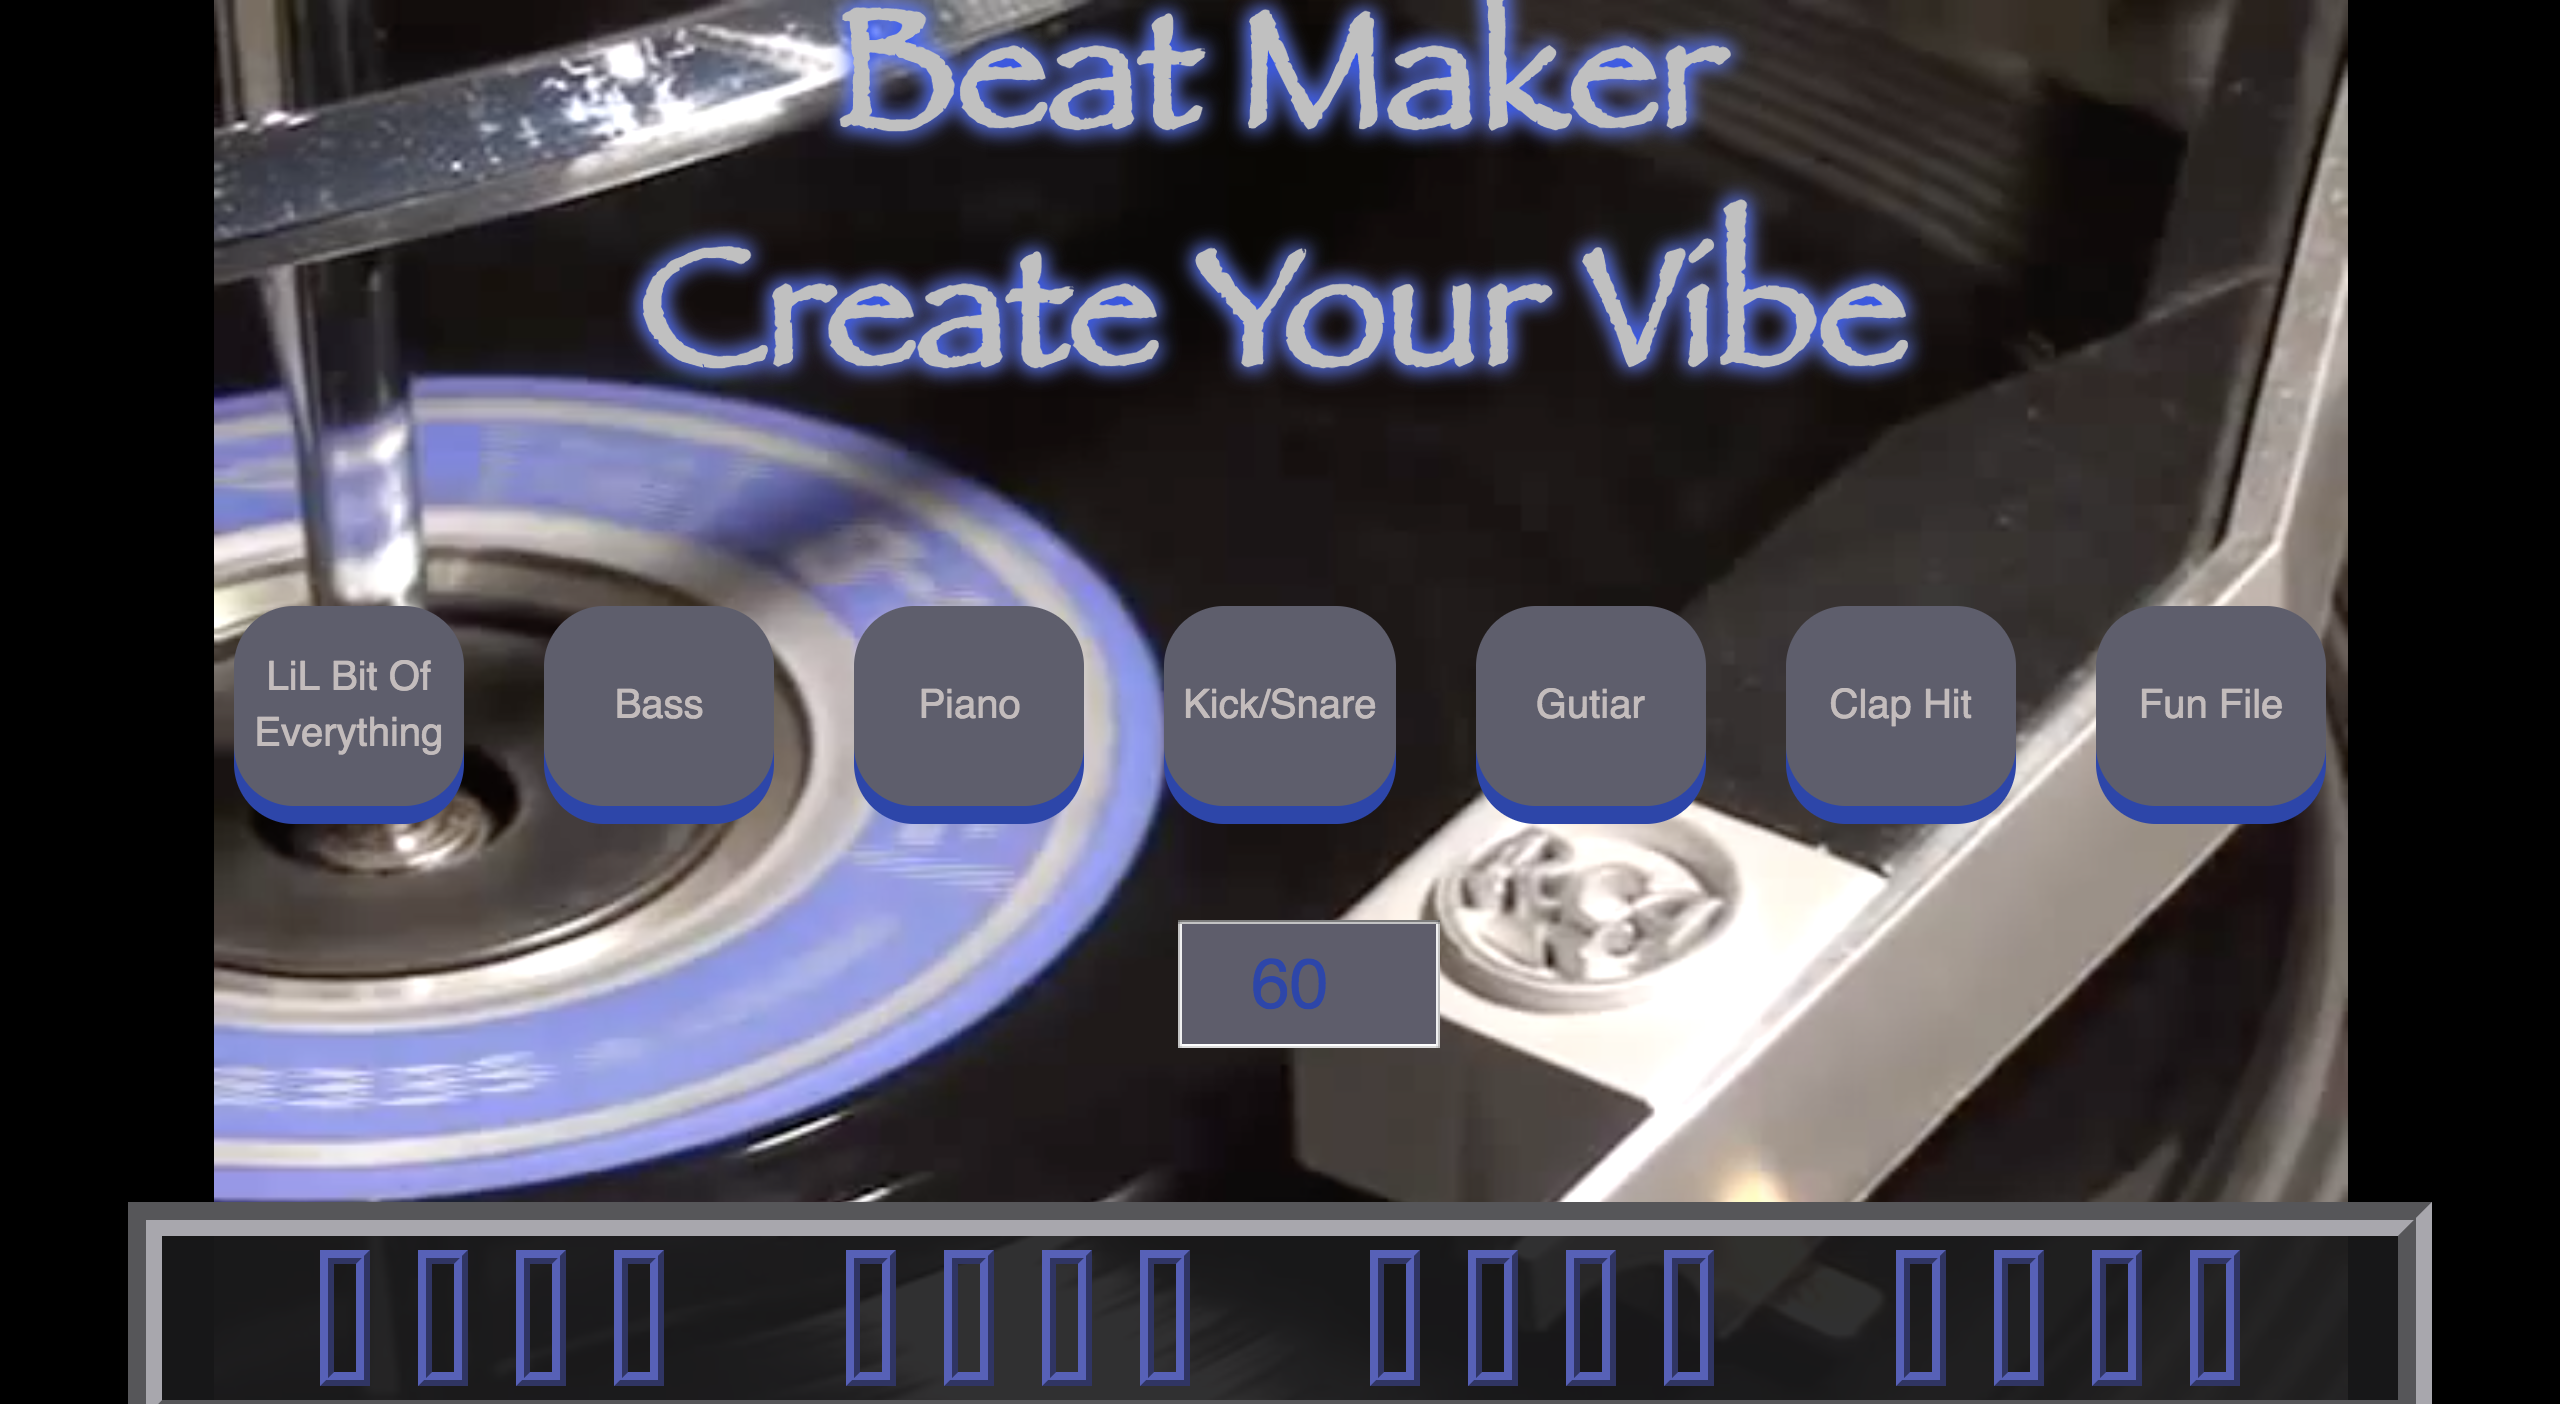 Beat Maker
Create Your Vibe
LiL Bit Of
Everything
Bass
Piano
Kick/Snare
Gutiar
Clap Hit
Fun File
60